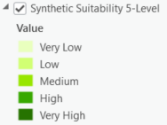 Synthetic Suitability 5-Level
Value
Very Low
Low
Medium
High
Very High